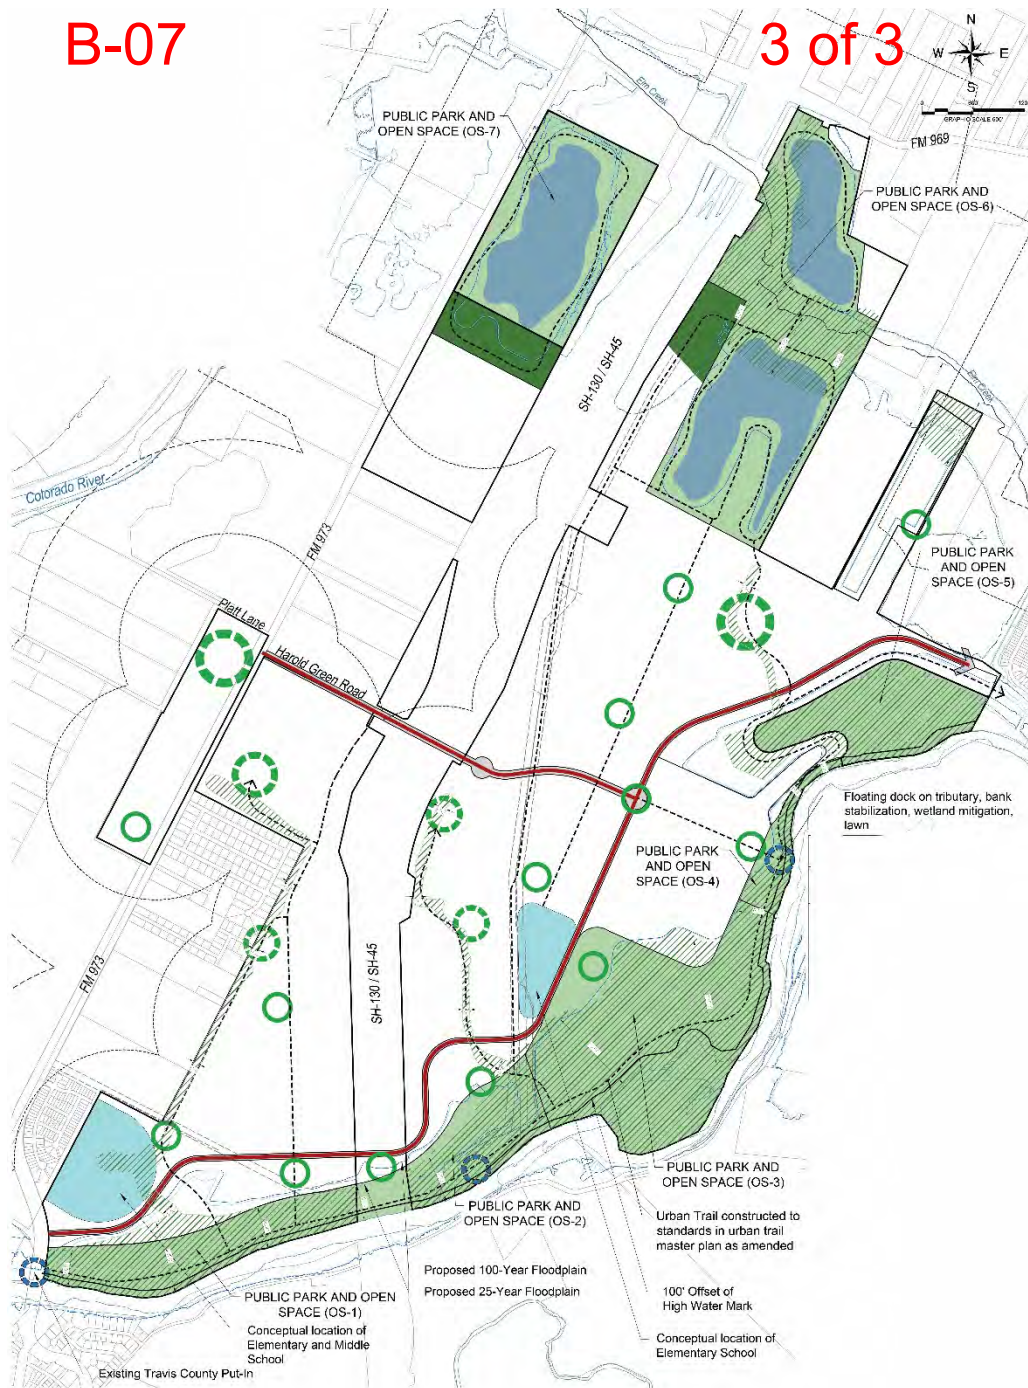 B-07
3 of 3
N
W E
S
GRAPHIC SCALE 600'
Elm Creek
FM 969
PUBLIC PARK AND
OPEN SPACE (OS-7)
PUBLIC PARK AND
OPEN SPACE (OS-6)
SH-130 / SH-45
Elm Creek
Colorado River
FM 973
PUBLIC PARK
AND OPEN
SPACE (OS-5)
Platt Lane
Harold Green Road
Floating dock on tributary, bank
stabilization, wetland mitigation,
lawn
PUBLIC PARK
AND OPEN
SPACE (OS-4)
FM 973
SH-130 / SH-45
PUBLIC PARK AND
OPEN SPACE (OS-3)
PUBLIC PARK AND
OPEN SPACE (OS-2)
Urban Trail constructed to
standards in urban trail
master plan as amended
Proposed 100-Year Floodplain
Proposed 25-Year Floodplain
100' Offset of
High Water Mark
PUBLIC PARK AND OPEN
SPACE (OS-1)
Conceptual location of
Elementary and Middle
School
Conceptual location of
Elementary School
Existing Travis County Put-In